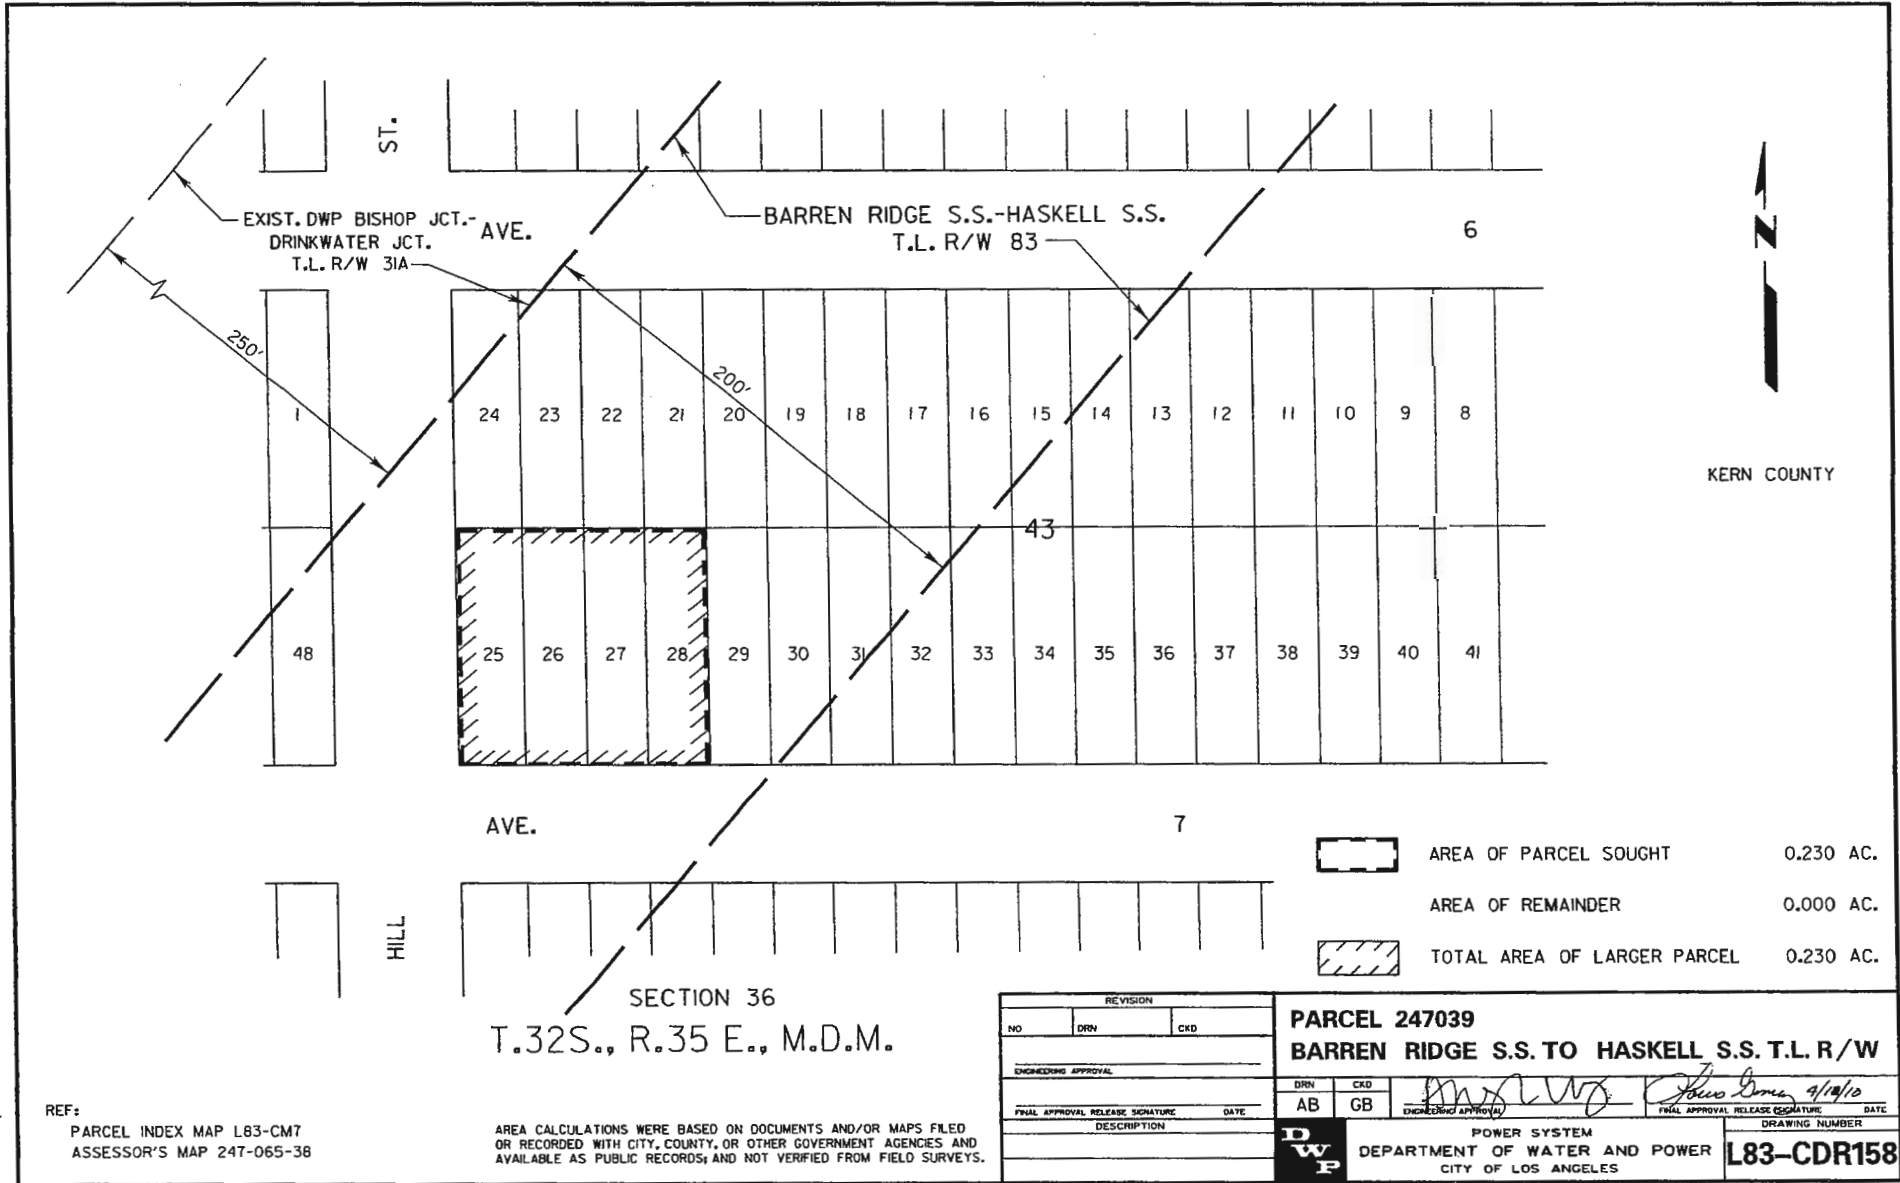 ST.
EXIST. DWP BISHOP JCT.-
DRINKWATER JCT.
T.L. R/W 31A
AVE.
BARREN RIDGE S.S.-HASKELL S.S.
T.L. R/W 83
6
N
250'
200'
1
24 23 22 21 20 19 18 17 16 15 14 13 12 11 10 9 8
KERN COUNTY
43
48
25 26 27 28 29 30 31 32 33 34 35 36 37 38 39 40 41
AVE.
7
HILL
AREA OF PARCEL SOUGHT 0.230 AC.
AREA OF REMAINDER 0.000 AC.
TOTAL AREA OF LARGER PARCEL 0.230 AC.
SECTION 36
T.32S., R.35 E., M.D.M.
REF:
PARCEL INDEX MAP L83-CM7
ASSESSOR'S MAP 247-065-38
AREA CALCULATIONS WERE BASED ON DOCUMENTS AND/OR MAPS FILED
OR RECORDED WITH CITY, COUNTY, OR OTHER GOVERNMENT AGENCIES AND
AVAILABLE AS PUBLIC RECORDS; AND NOT VERIFIED FROM FIELD SURVEYS.
REVISION
NO DRN CKD
ENGINEERING APPROVAL
FINAL APPROVAL RELEASE SIGNATURE DATE
DESCRIPTION
PARCEL 247039
BARREN RIDGE S.S. TO HASKELL S.S. T.L. R/W
DRN CKD
AB GB
ENGINEERING APPROVAL
FINAL APPROVAL RELEASE SIGNATURE DATE
DWP
POWER SYSTEM
DEPARTMENT OF WATER AND POWER
CITY OF LOS ANGELES
DRAWING NUMBER
L83-CDR158